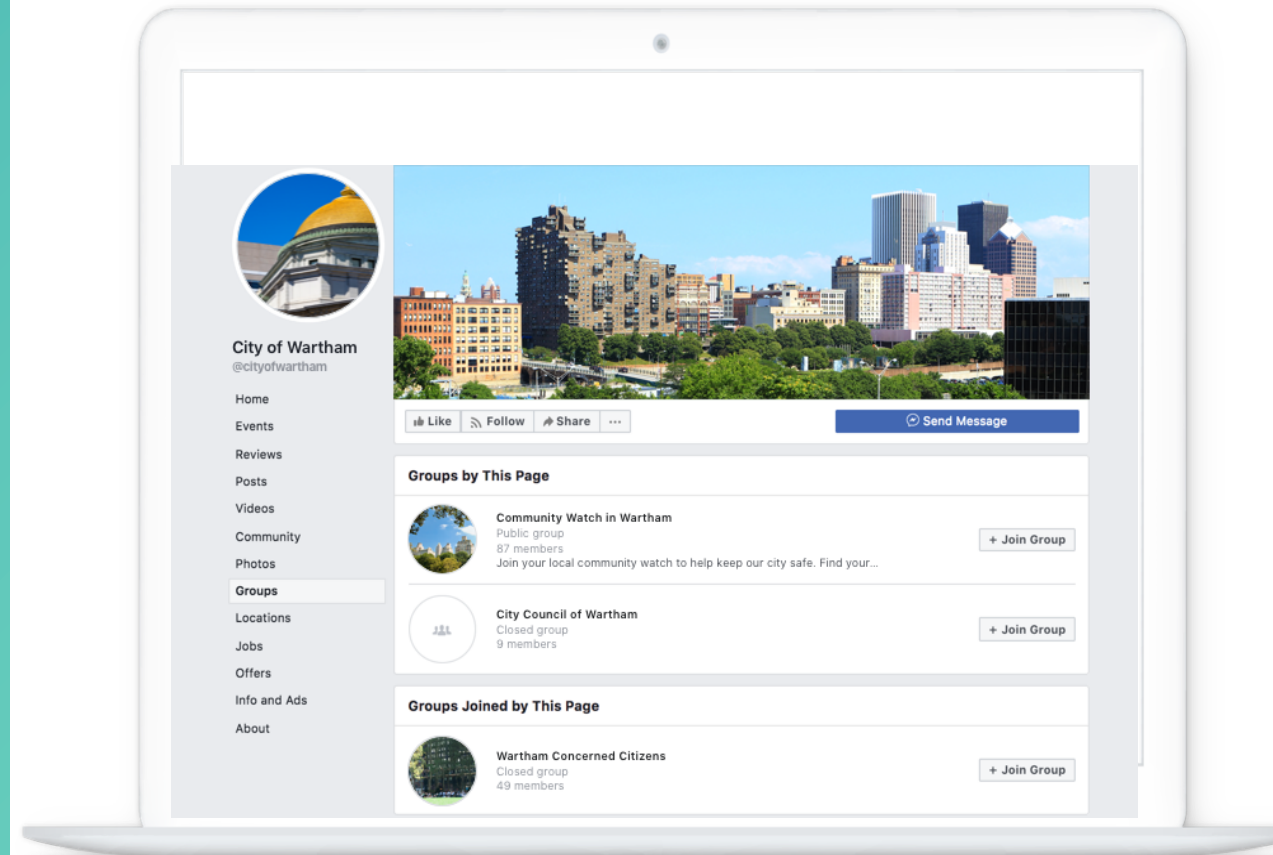 City of Wartham
@cityofwartham
Home
Events
Reviews
Posts
Videos
Community
Photos
Groups
Locations
Jobs
Offers
Info and Ads
About
Like Follow Share ...
Send Message
Groups by This Page
Community Watch in Wartham
Public group
87 members
Join your local community watch to help keep our city safe. Find your...
+ Join Group
City Council of Wartham
Closed group
9 members
+ Join Group
Groups Joined by This Page
Wartham Concerned Citizens
Closed group
49 members
+ Join Group